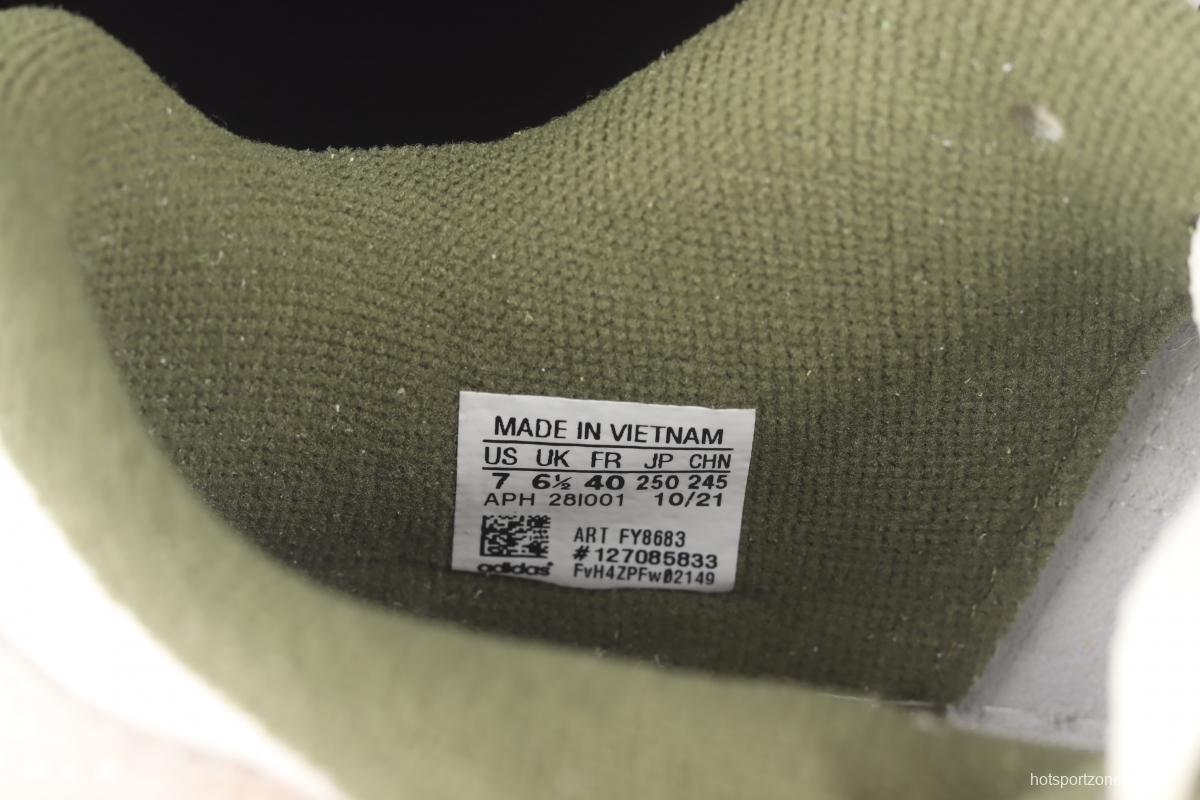 MADE IN VIETNAM
US UK FR JP CHN
7 6½ 40 250 245
APH 28I001 10/21
ART FY8683
#127085833
adidas FvH4ZPFw02149
hotsportzone